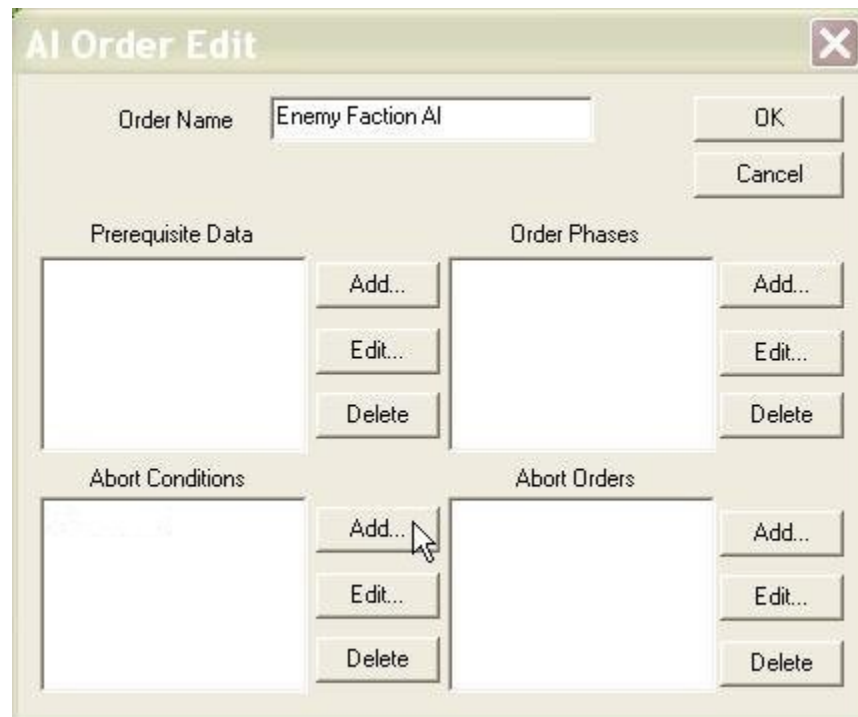 AI Order Edit
Order Name
Enemy Faction AI
OK
Cancel
Prerequisite Data
Order Phases
Add...
Add...
Edit...
Edit...
Delete
Delete
Abort Conditions
Abort Orders
Add...
Add...
Edit...
Edit...
Delete
Delete